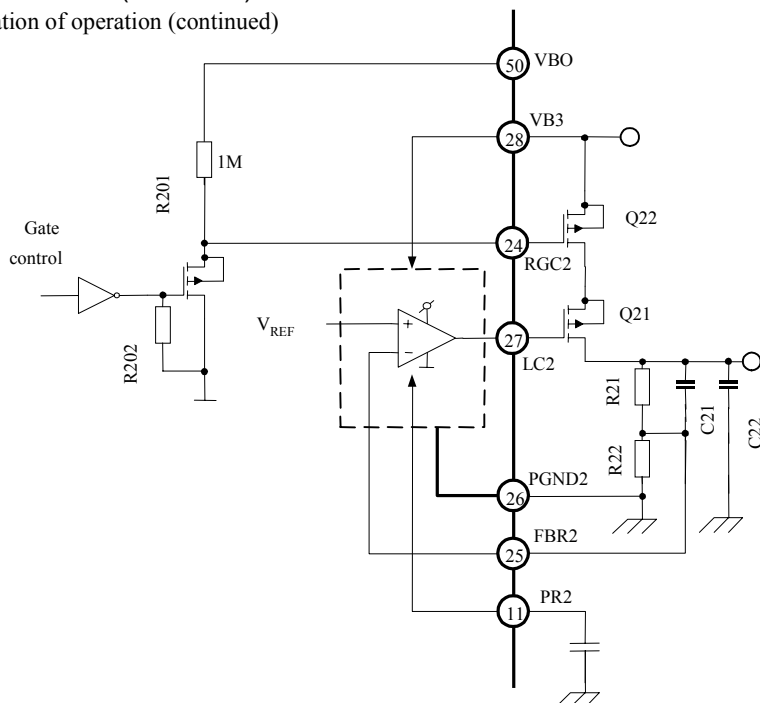 ation of operation (continued)
50 VBO
VB3
28
1M
R201
Gate
control
Q22
24
RGC2
VREF
+
−
Q21
27
LC2
R202
R21
C21
C22
R22
PGND2
26
FBR2
25
PR2
11